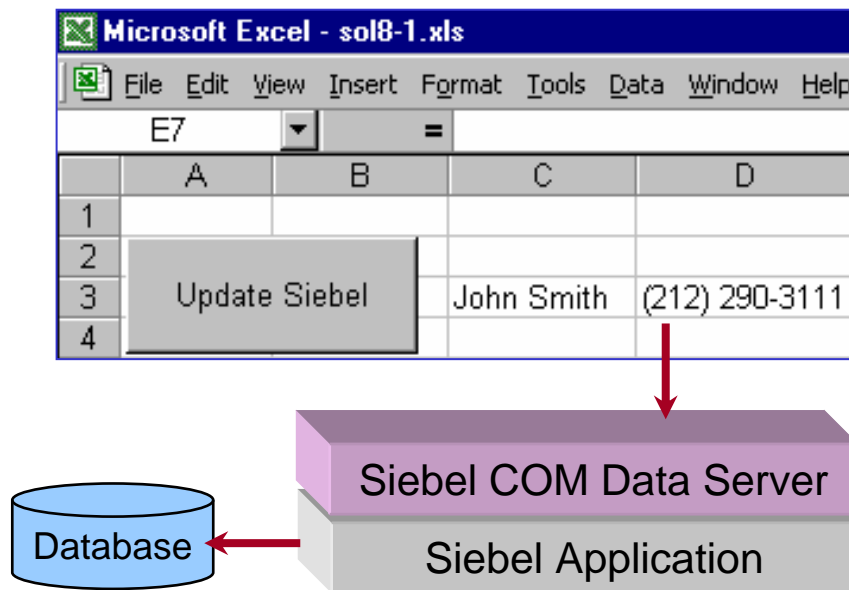 Microsoft Excel - sol8-1.xls
File Edit View Insert Format Tools Data Window Help
E7 =
A B C D
1
2
Update Siebel
3 John Smith (212) 290-3111
4
Siebel COM Data Server
Database
Siebel Application